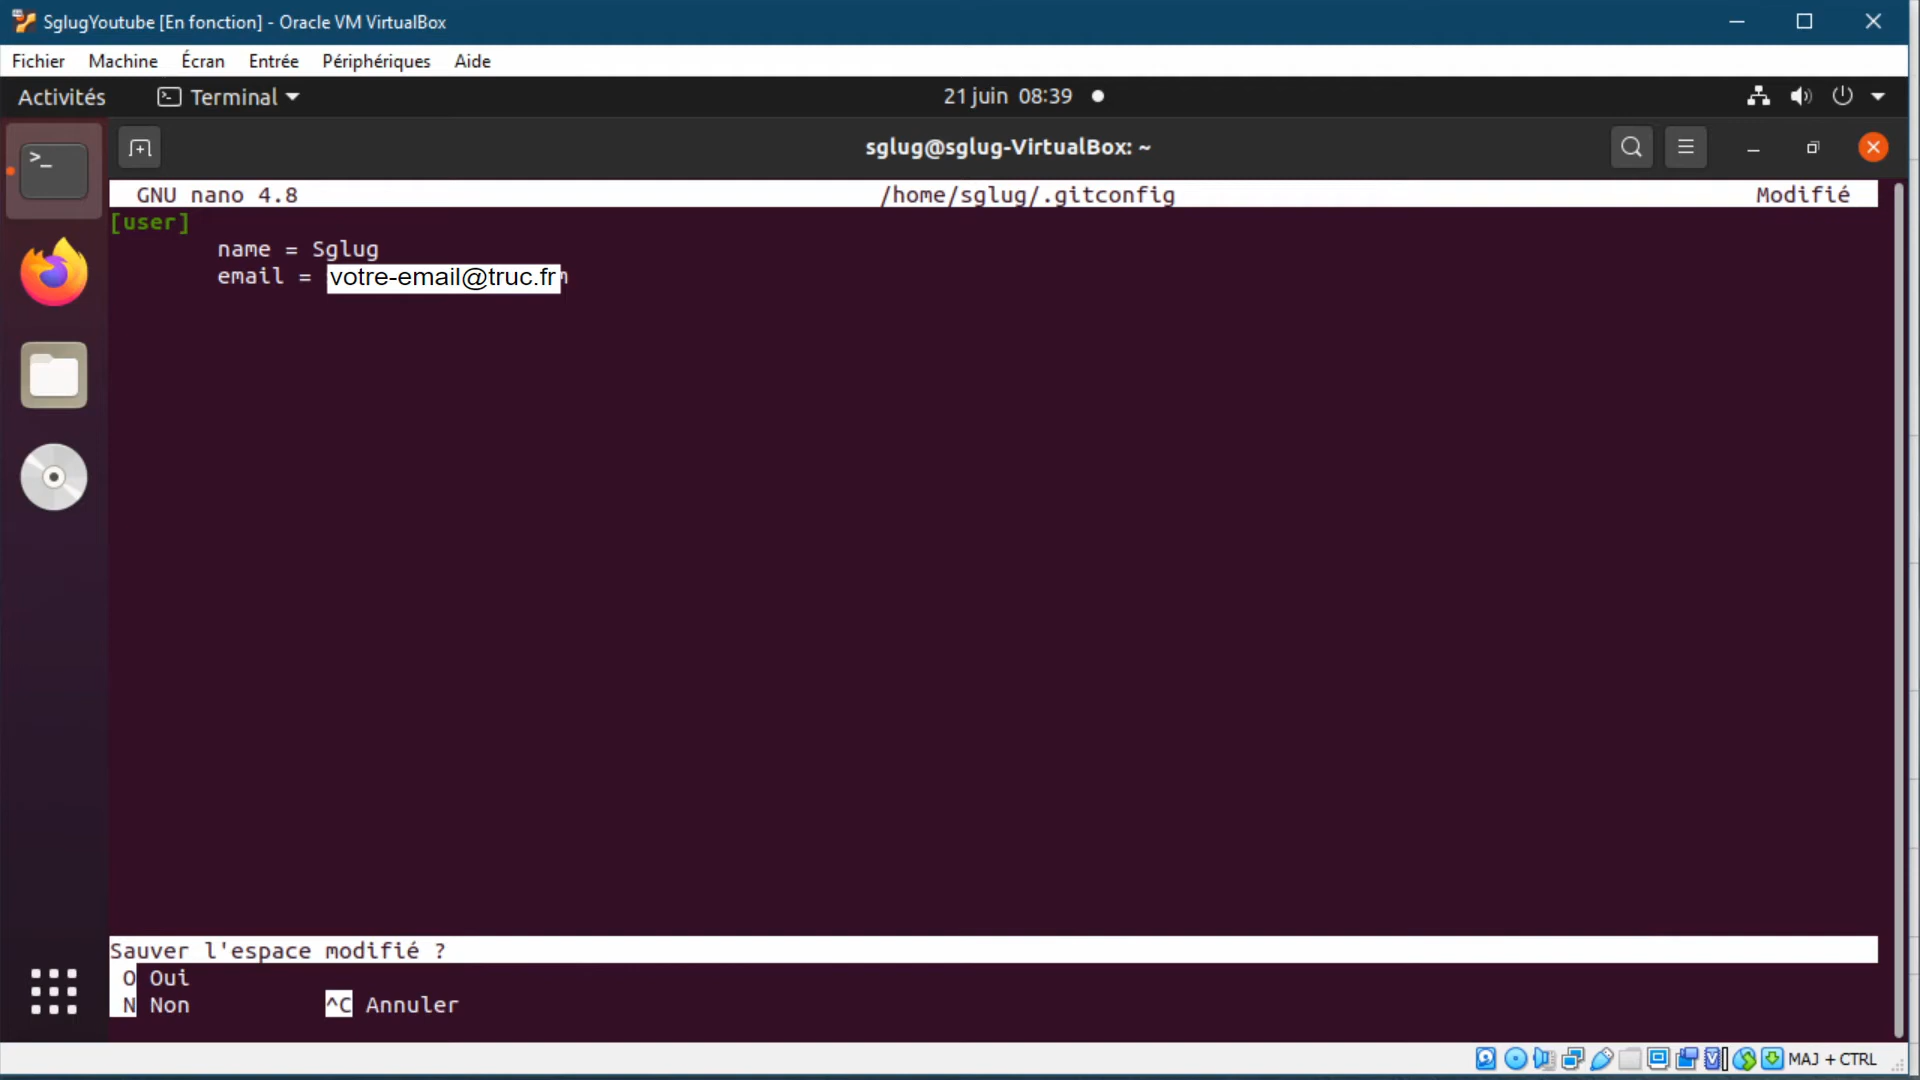 SglugYoutube [En fonction] - Oracle VM VirtualBox
Fichier Machine Écran Entrée Périphériques Aide
Activités Terminal 21 juin 08:39
sglug@sglug-VirtualBox: ~
GNU nano 4.8 /home/sglug/.gitconfig Modifié
[user]
name = Sglug
email = votre-email@truc.fr
Sauver l'espace modifié ?
O Oui
N Non ^C Annuler
MAJ + CTRL